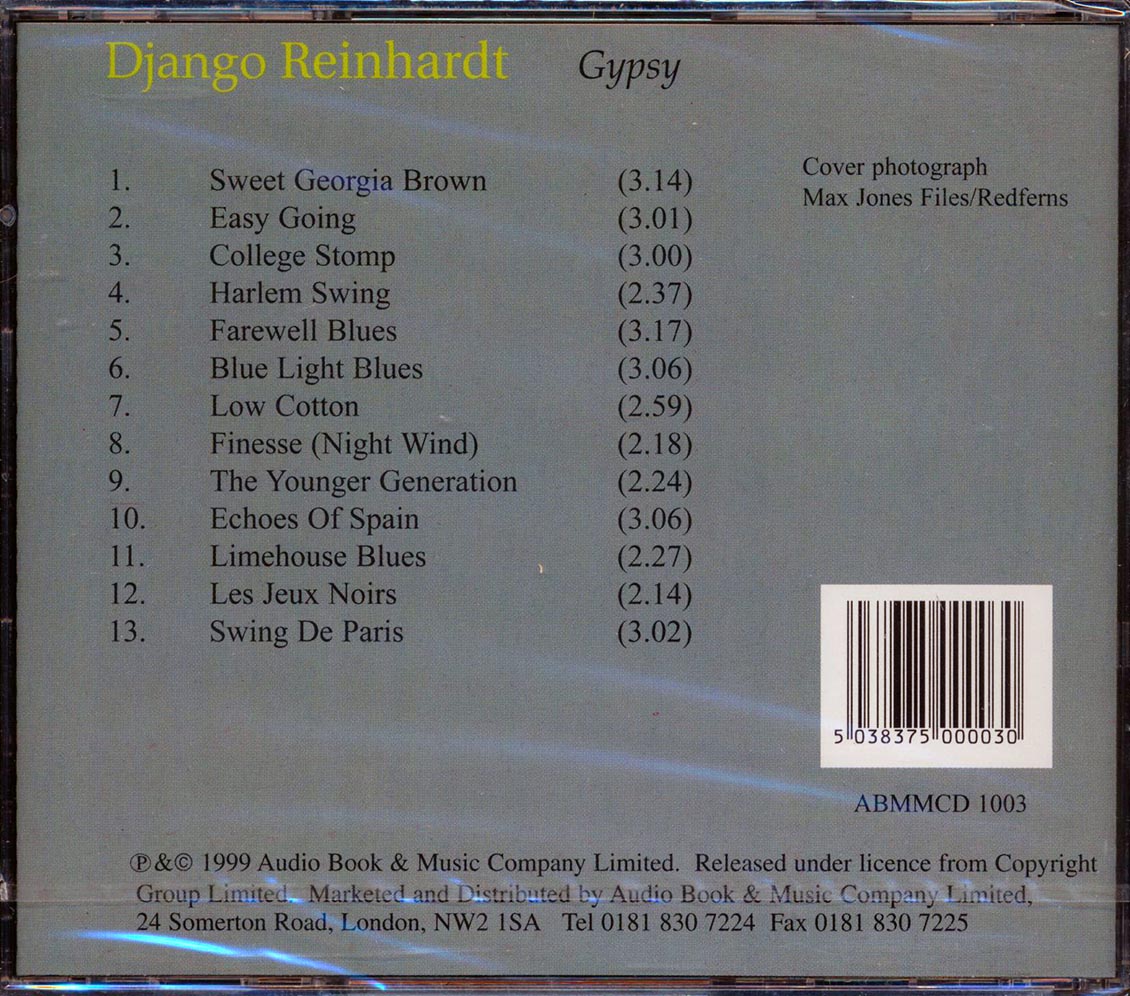 Django Reinhardt Gypsy
Cover photograph
Max Jones Files/Redferns
1. Sweet Georgia Brown (3.14)
2. Easy Going (3.01)
3. College Stomp (3.00)
4. Harlem Swing (2.37)
5. Farewell Blues (3.17)
6. Blue Light Blues (3.06)
7. Low Cotton (2.59)
8. Finesse (Night Wind) (2.18)
9. The Younger Generation (2.24)
10. Echoes Of Spain (3.06)
11. Limehouse Blues (2.27)
12. Les Jeux Noirs (2.14)
13. Swing De Paris (3.02)
5 038375 000030
ABMMCD 1003
℗&© 1999 Audio Book & Music Company Limited. Released under licence from Copyright
Group Limited. Marketed and Distributed by Audio Book & Music Company Limited,
24 Somerton Road, London, NW2 1SA Tel 0181 830 7224 Fax 0181 830 7225